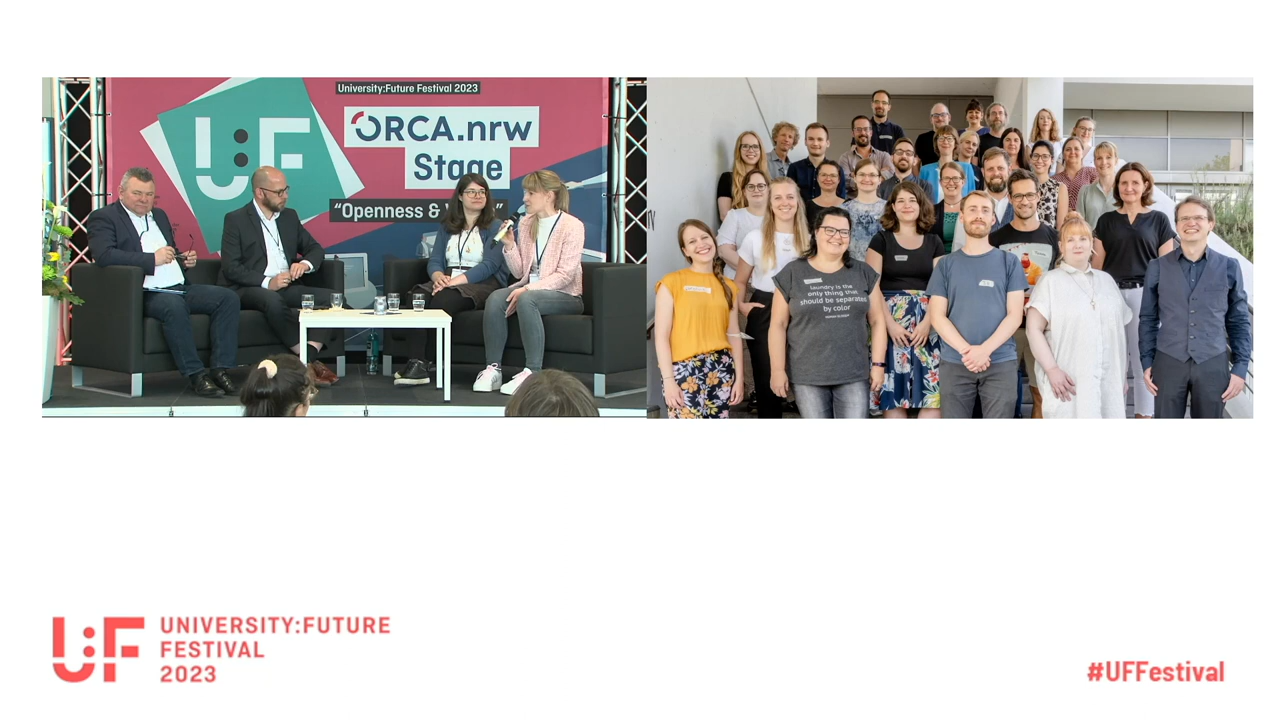 University:Future Festival 2023
U:F
ORCA.nrw
Stage
"Openness &
laundry is the
only thing that
should be separated
by color
U:F
UNIVERSITY:FUTURE
FESTIVAL
2023
#UFFestival